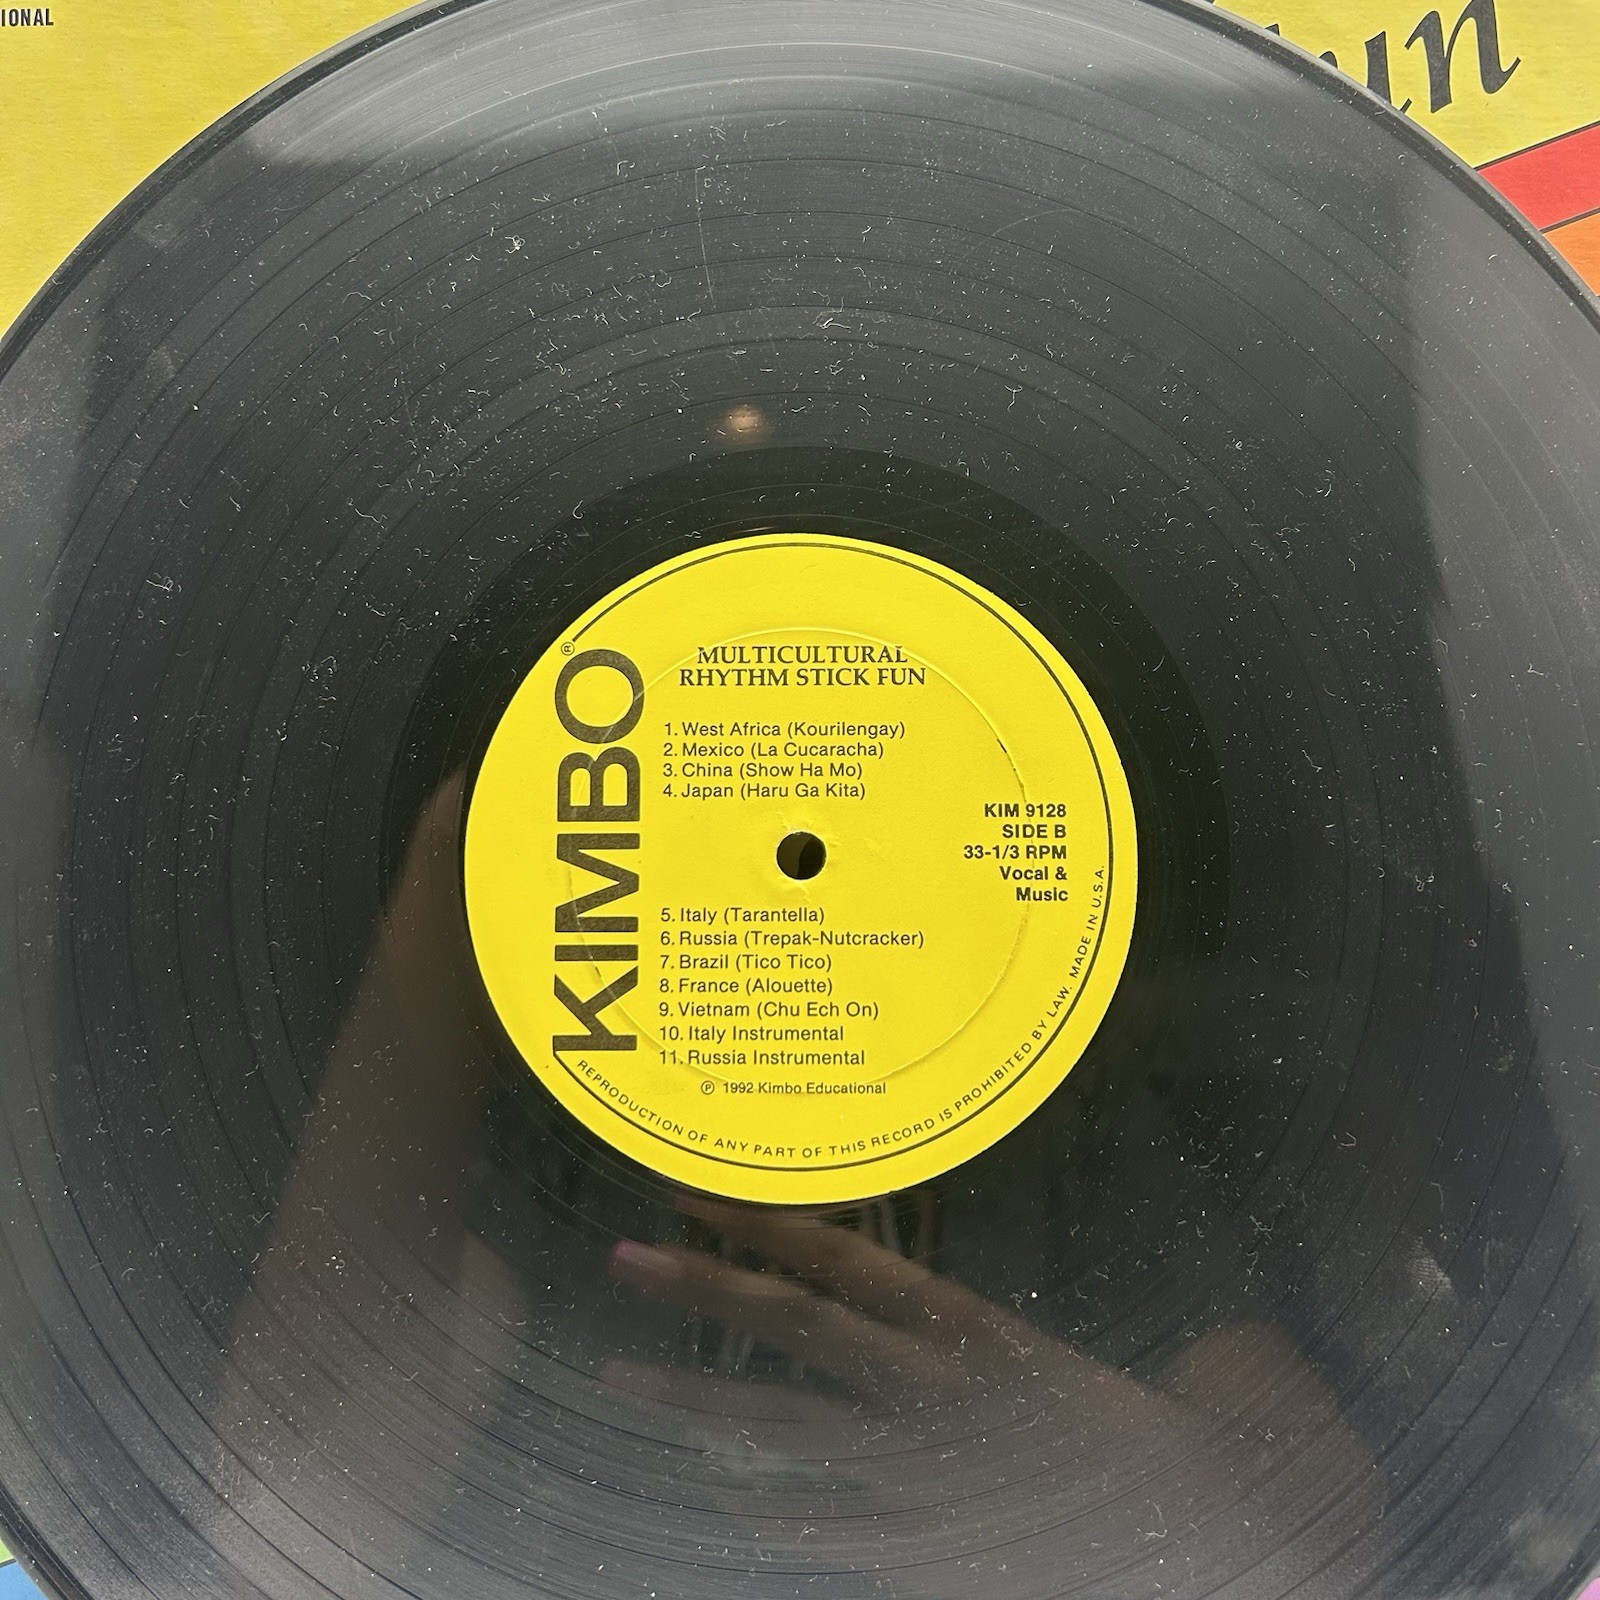 IONAL
un
KIMBO®
MULTICULTURAL
RHYTHM STICK FUN
1. West Africa (Kourilengay)
2. Mexico (La Cucaracha)
3. China (Show Ha Mo)
4. Japan (Haru Ga Kita)
KIM 9128
SIDE B
33-1/3 RPM
Vocal &
Music
5. Italy (Tarantella)
6. Russia (Trepak-Nutcracker)
7. Brazil (Tico Tico)
8. France (Alouette)
9. Vietnam (Chu Ech On)
10. Italy Instrumental
11. Russia Instrumental
℗ 1992 Kimbo Educational
REPRODUCTION OF ANY PART OF THIS RECORD IS PROHIBITED BY LAW. MADE IN U.S.A.